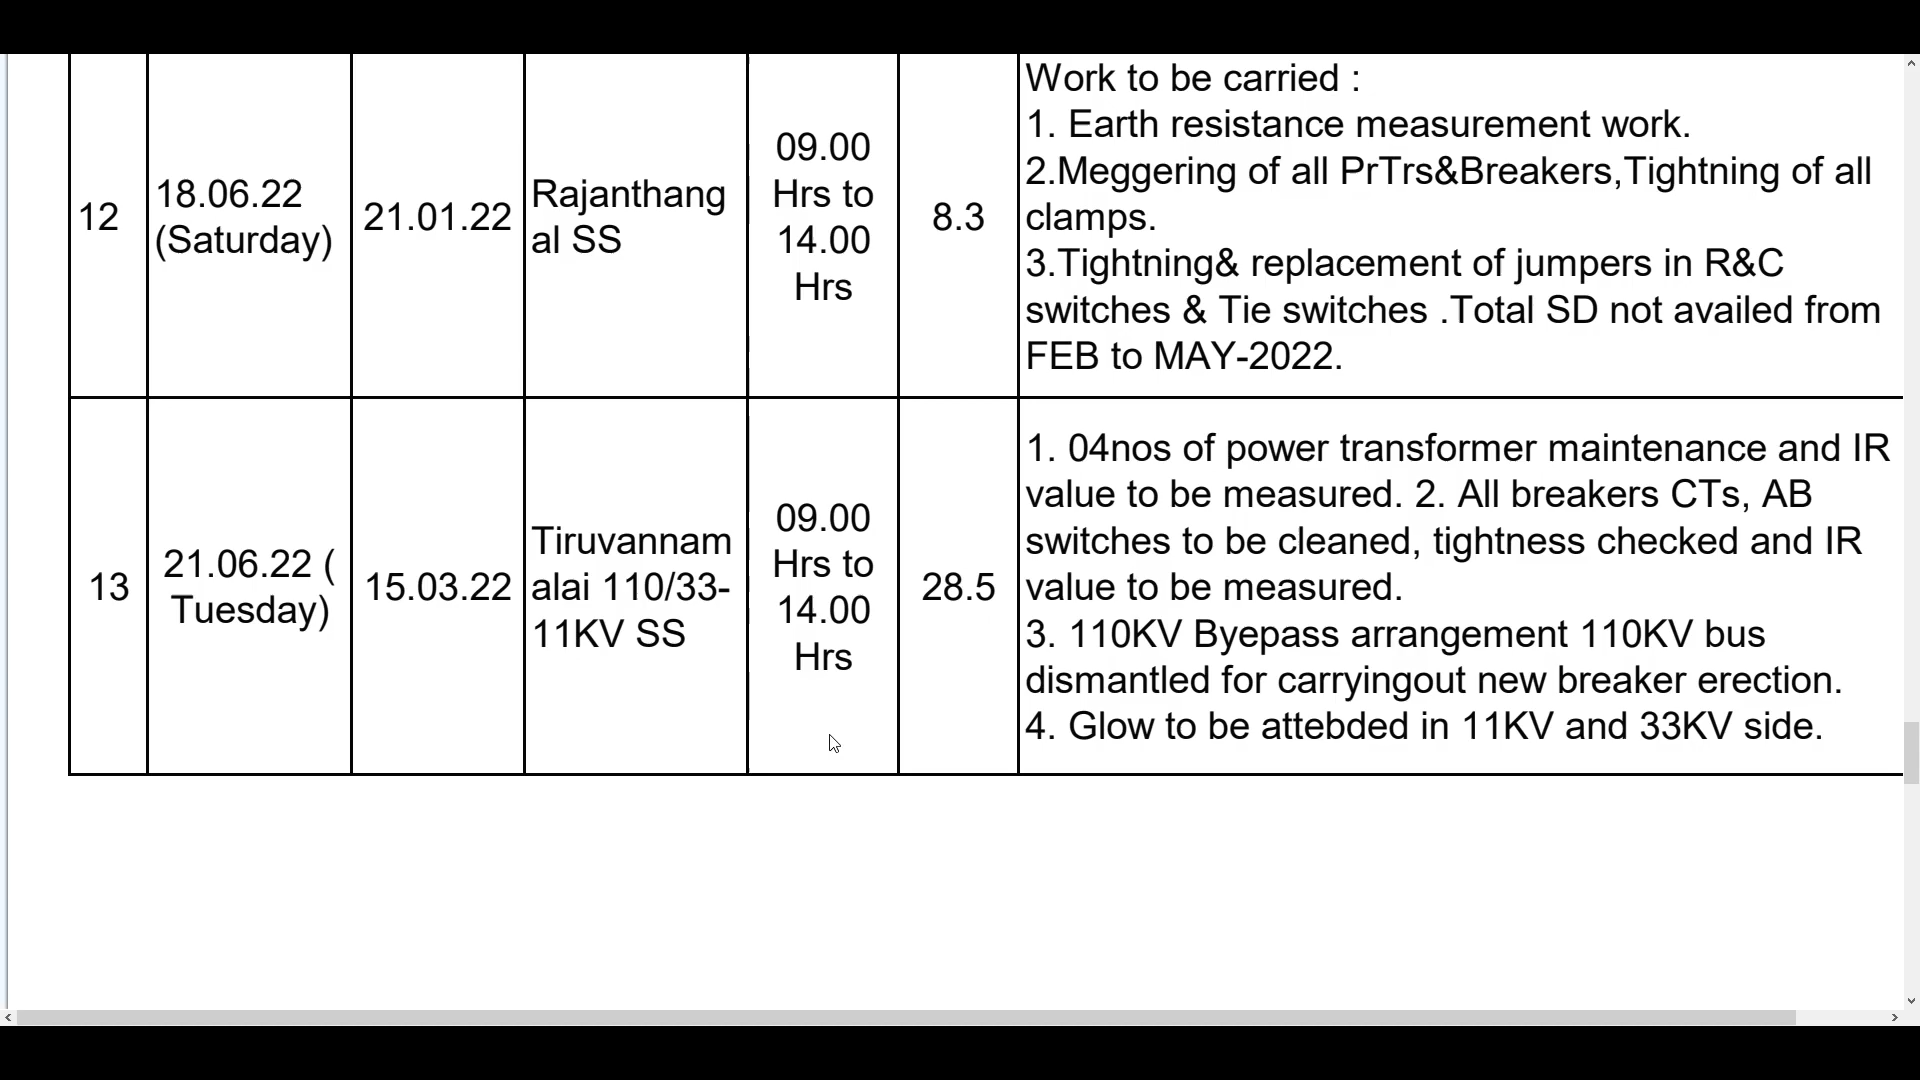 12
18.06.22
(Saturday)
21.01.22
Rajanthang
al SS
09.00
Hrs to
14.00
Hrs
8.3
Work to be carried :
1. Earth resistance measurement work.
2.Meggering of all PrTrs&Breakers,Tightning of all
clamps.
3.Tightning& replacement of jumpers in R&C
switches & Tie switches .Total SD not availed from
FEB to MAY-2022.
13
21.06.22 (
Tuesday)
15.03.22
Tiruvannam
alai 110/33-
11KV SS
09.00
Hrs to
14.00
Hrs
28.5
1. 04nos of power transformer maintenance and IR
value to be measured. 2. All breakers CTs, AB
switches to be cleaned, tightness checked and IR
value to be measured.
3. 110KV Byepass arrangement 110KV bus
dismantled for carryingout new breaker erection.
4. Glow to be attebded in 11KV and 33KV side.